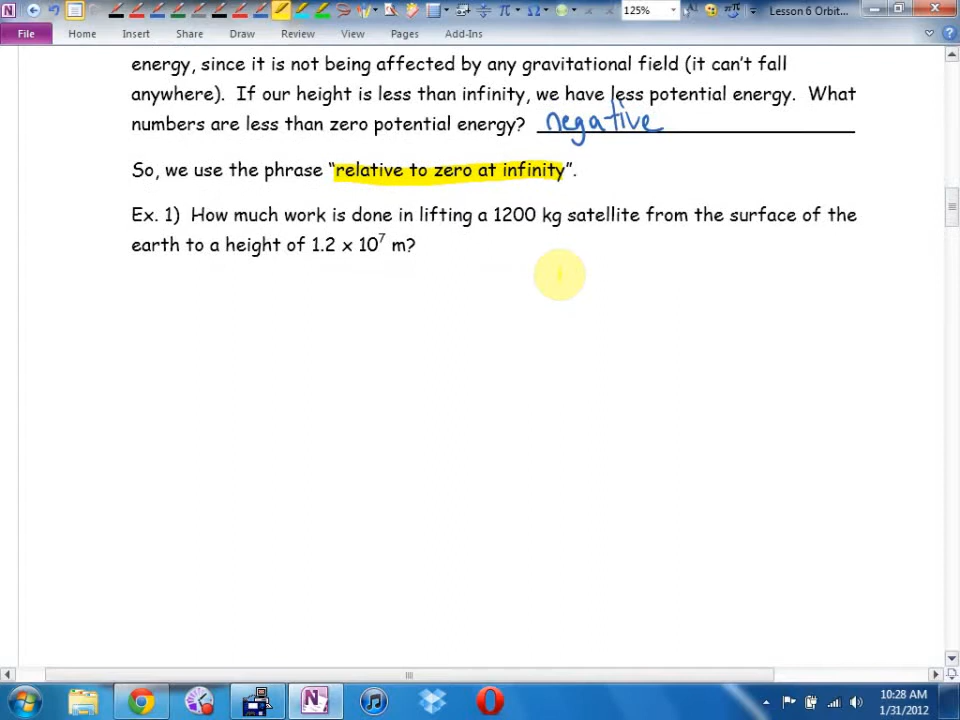 125%
Lesson 6 Orbit...
File Home Insert Share Draw Review View Pages Add-Ins
energy, since it is not being affected by any gravitational field (it can't fall
anywhere). If our height is less than infinity, we have less potential energy. What
numbers are less than zero potential energy? negative
So, we use the phrase "relative to zero at infinity".
Ex. 1) How much work is done in lifting a 1200 kg satellite from the surface of the
earth to a height of 1.2 x 10⁷ m?
10:28 AM
1/31/2012